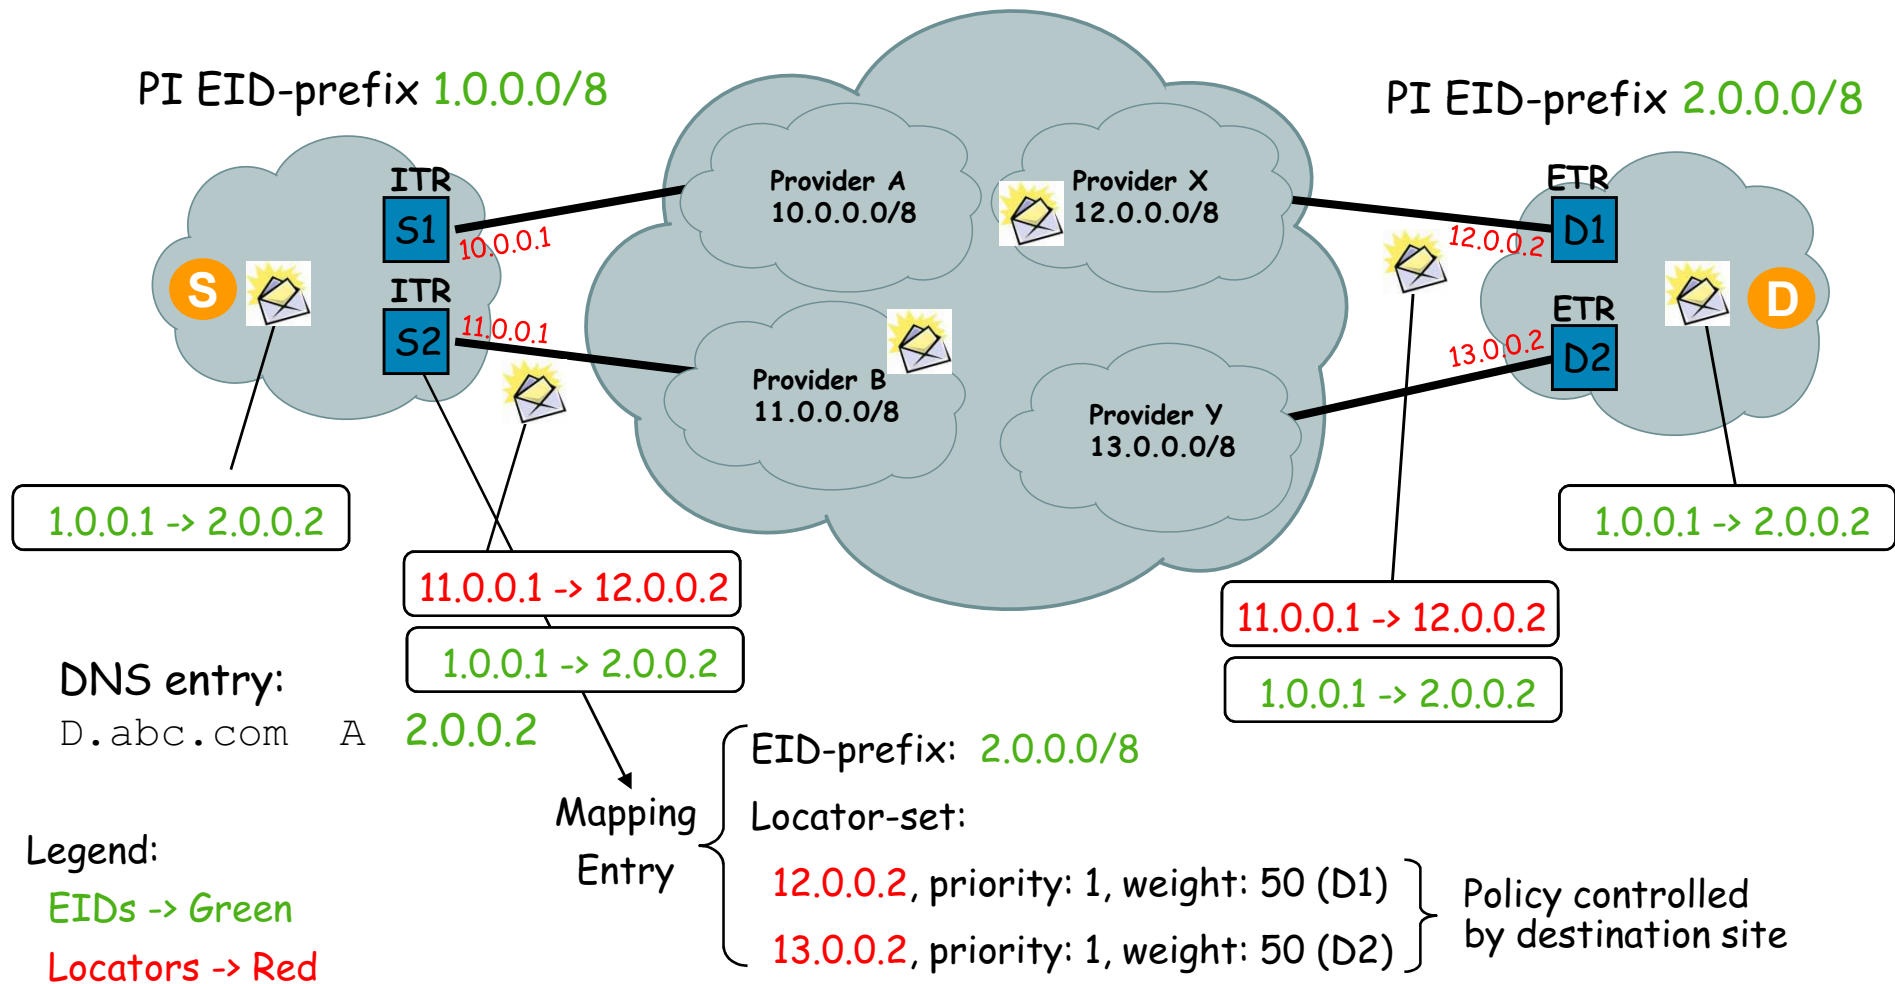 PI EID-prefix 1.0.0.0/8
PI EID-prefix 2.0.0.0/8
ITR
S1
10.0.0.1
ITR
S2
11.0.0.1
S
Provider A
10.0.0.0/8
Provider X
12.0.0.0/8
Provider B
11.0.0.0/8
Provider Y
13.0.0.0/8
ETR
D1
12.0.0.2
ETR
D2
13.0.0.2
D
1.0.0.1 -> 2.0.0.2
11.0.0.1 -> 12.0.0.2
1.0.0.1 -> 2.0.0.2
11.0.0.1 -> 12.0.0.2
1.0.0.1 -> 2.0.0.2
1.0.0.1 -> 2.0.0.2
DNS entry:
D.abc.com A 2.0.0.2
Mapping
Entry
EID-prefix: 2.0.0.0/8
Locator-set:
12.0.0.2, priority: 1, weight: 50 (D1)
13.0.0.2, priority: 1, weight: 50 (D2)
Policy controlled
by destination site
Legend:
EIDs -> Green
Locators -> Red